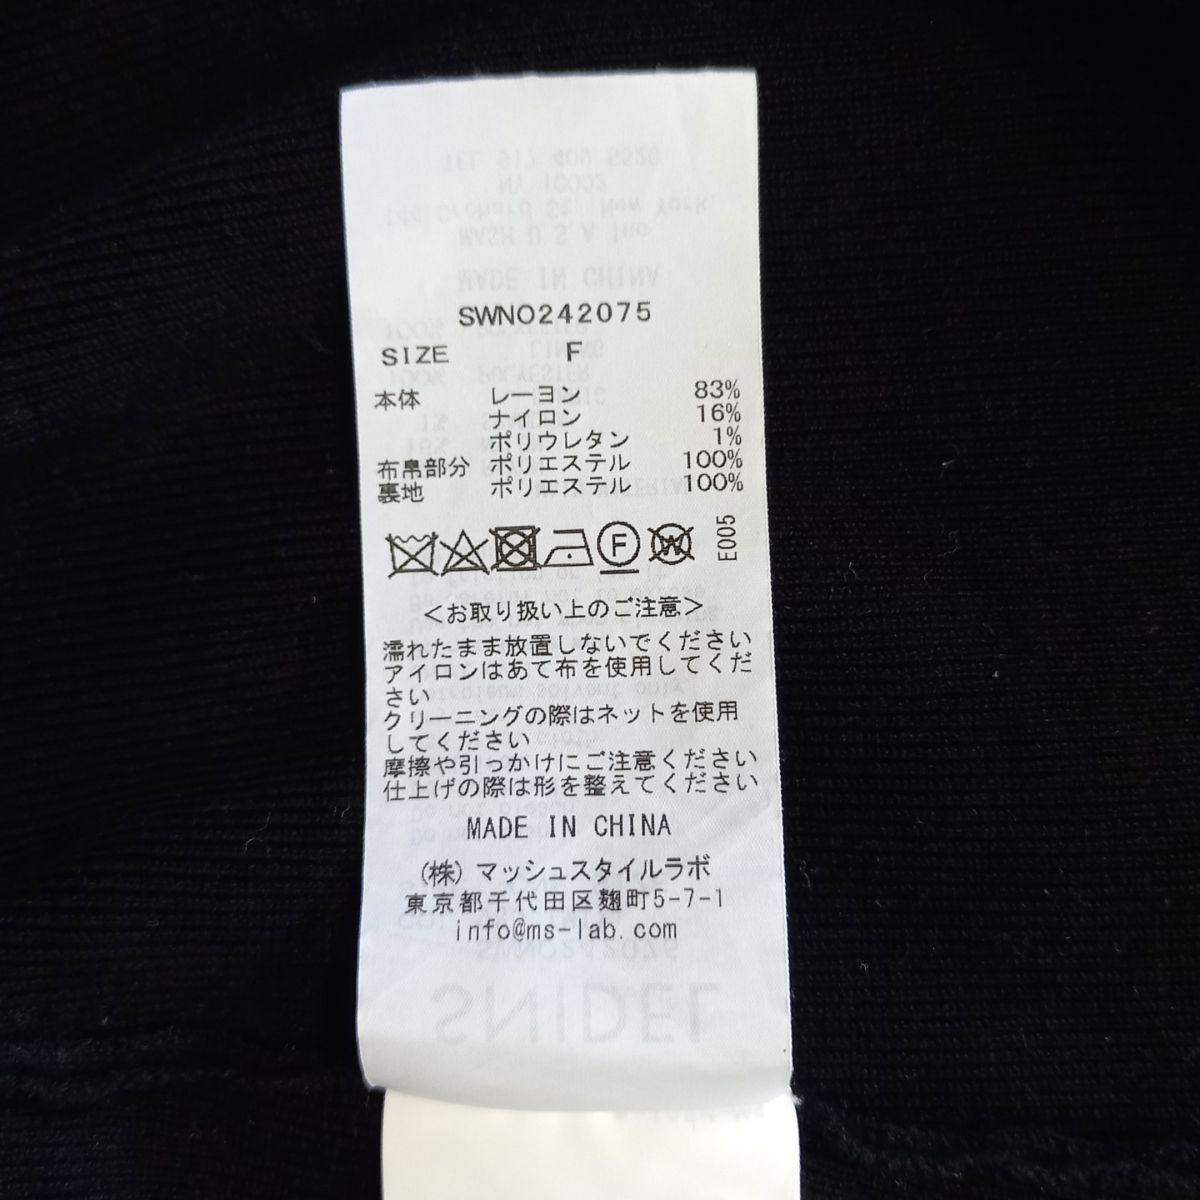 SWNO242075
SIZE F
本体 レーヨン 83%
ナイロン 16%
ポリウレタン 1%
布帛部分 ポリエステル 100%
裏地 ポリエステル 100%
F W E005
<お取り扱い上のご注意>
濡れたまま放置しないでください
アイロンはあて布を使用してくだ
さい
クリーニングの際はネットを使用
してください
摩擦や引っかけにご注意ください
仕上げの際は形を整えてください
MADE IN CHINA
(株)マッシュスタイルラボ
東京都千代田区麹町5-7-1
info@ms-lab.com
SNIDEL